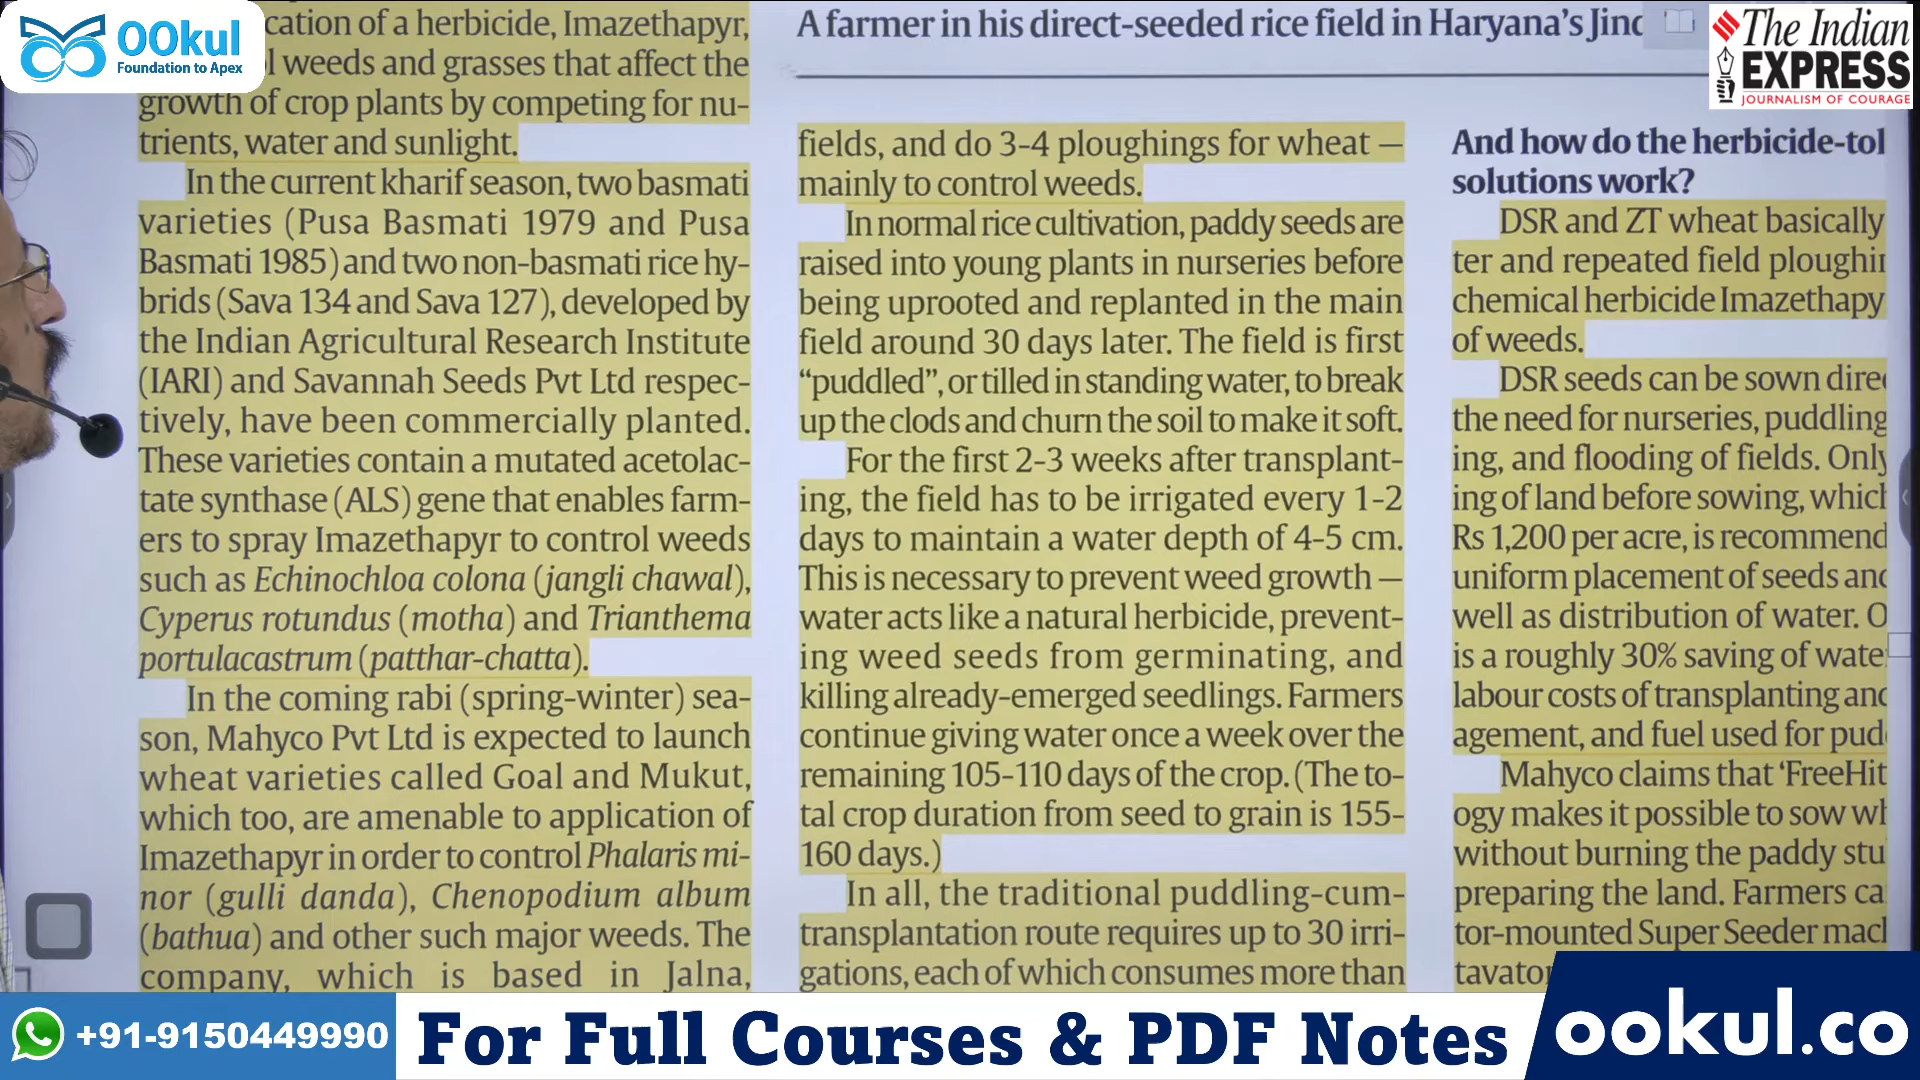 OOkul
Foundation to Apex
cation of a herbicide, Imazethapyr,
l weeds and grasses that affect the
growth of crop plants by competing for nu-
trients, water and sunlight.
In the current kharif season, two basmati
varieties (Pusa Basmati 1979 and Pusa
Basmati 1985) and two non-basmati rice hy-
brids (Sava 134 and Sava 127), developed by
the Indian Agricultural Research Institute
(IARI) and Savannah Seeds Pvt Ltd respec-
tively, have been commercially planted.
These varieties contain a mutated acetolac-
tate synthase (ALS) gene that enables farm-
ers to spray Imazethapyr to control weeds
such as Echinochloa colona (jangli chawal),
Cyperus rotundus (motha) and Trianthema
portulacastrum (patthar-chatta).
In the coming rabi (spring-winter) sea-
son, Mahyco Pvt Ltd is expected to launch
wheat varieties called Goal and Mukut,
which too, are amenable to application of
Imazethapyr in order to control Phalaris mi-
nor (gulli danda), Chenopodium album
(bathua) and other such major weeds. The
company, which is based in Jalna,
A farmer in his direct-seeded rice field in Haryana's Jind
fields, and do 3-4 ploughings for wheat —
mainly to control weeds.
In normal rice cultivation, paddy seeds are
raised into young plants in nurseries before
being uprooted and replanted in the main
field around 30 days later. The field is first
“puddled”, or tilled in standing water, to break
up the clods and churn the soil to make it soft.
For the first 2-3 weeks after transplant-
ing, the field has to be irrigated every 1-2
days to maintain a water depth of 4-5 cm.
This is necessary to prevent weed growth —
water acts like a natural herbicide, prevent-
ing weed seeds from germinating, and
killing already-emerged seedlings. Farmers
continue giving water once a week over the
remaining 105-110 days of the crop. (The to-
tal crop duration from seed to grain is 155-
160 days.)
In all, the traditional puddling-cum-
transplantation route requires up to 30 irri-
gations, each of which consumes more than
The Indian
EXPRESS
JOURNALISM OF COURAGE
And how do the herbicide-tol
solutions work?
DSR and ZT wheat basically
ter and repeated field ploughin
chemical herbicide Imazethapy
of weeds.
DSR seeds can be sown direc
the need for nurseries, puddling
ing, and flooding of fields. Only
ing of land before sowing, which
Rs 1,200 per acre, is recommend
uniform placement of seeds and
well as distribution of water. O
is a roughly 30% saving of wate
labour costs of transplanting and
agement, and fuel used for pud
Mahyco claims that ‘FreeHit
ogy makes it possible to sow wh
without burning the paddy stu
preparing the land. Farmers ca
tor-mounted Super Seeder mach
tavato
+91-9150449990
For Full Courses & PDF Notes
ookul.co